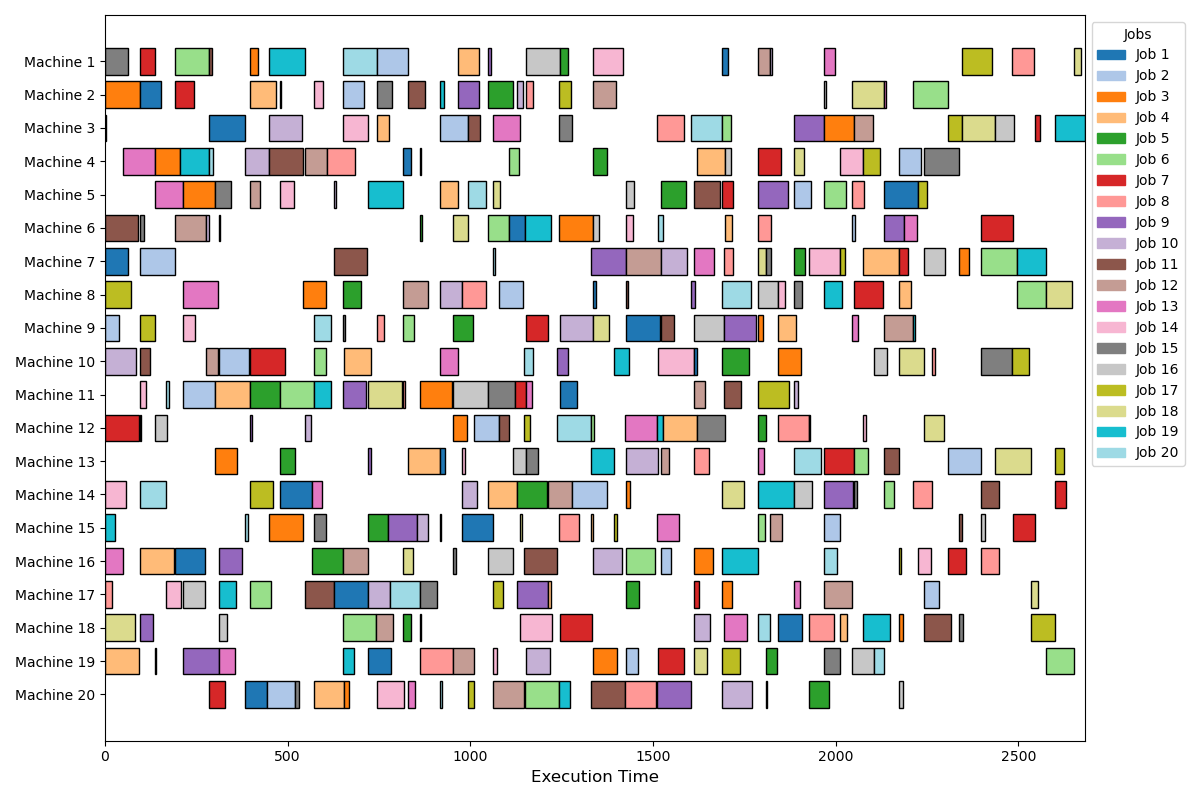 Machine 1
Machine 2
Machine 3
Machine 4
Machine 5
Machine 6
Machine 7
Machine 8
Machine 9
Machine 10
Machine 11
Machine 12
Machine 13
Machine 14
Machine 15
Machine 16
Machine 17
Machine 18
Machine 19
Machine 20
0
500
1000
1500
2000
2500
Execution Time
Jobs
Job 1
Job 2
Job 3
Job 4
Job 5
Job 6
Job 7
Job 8
Job 9
Job 10
Job 11
Job 12
Job 13
Job 14
Job 15
Job 16
Job 17
Job 18
Job 19
Job 20